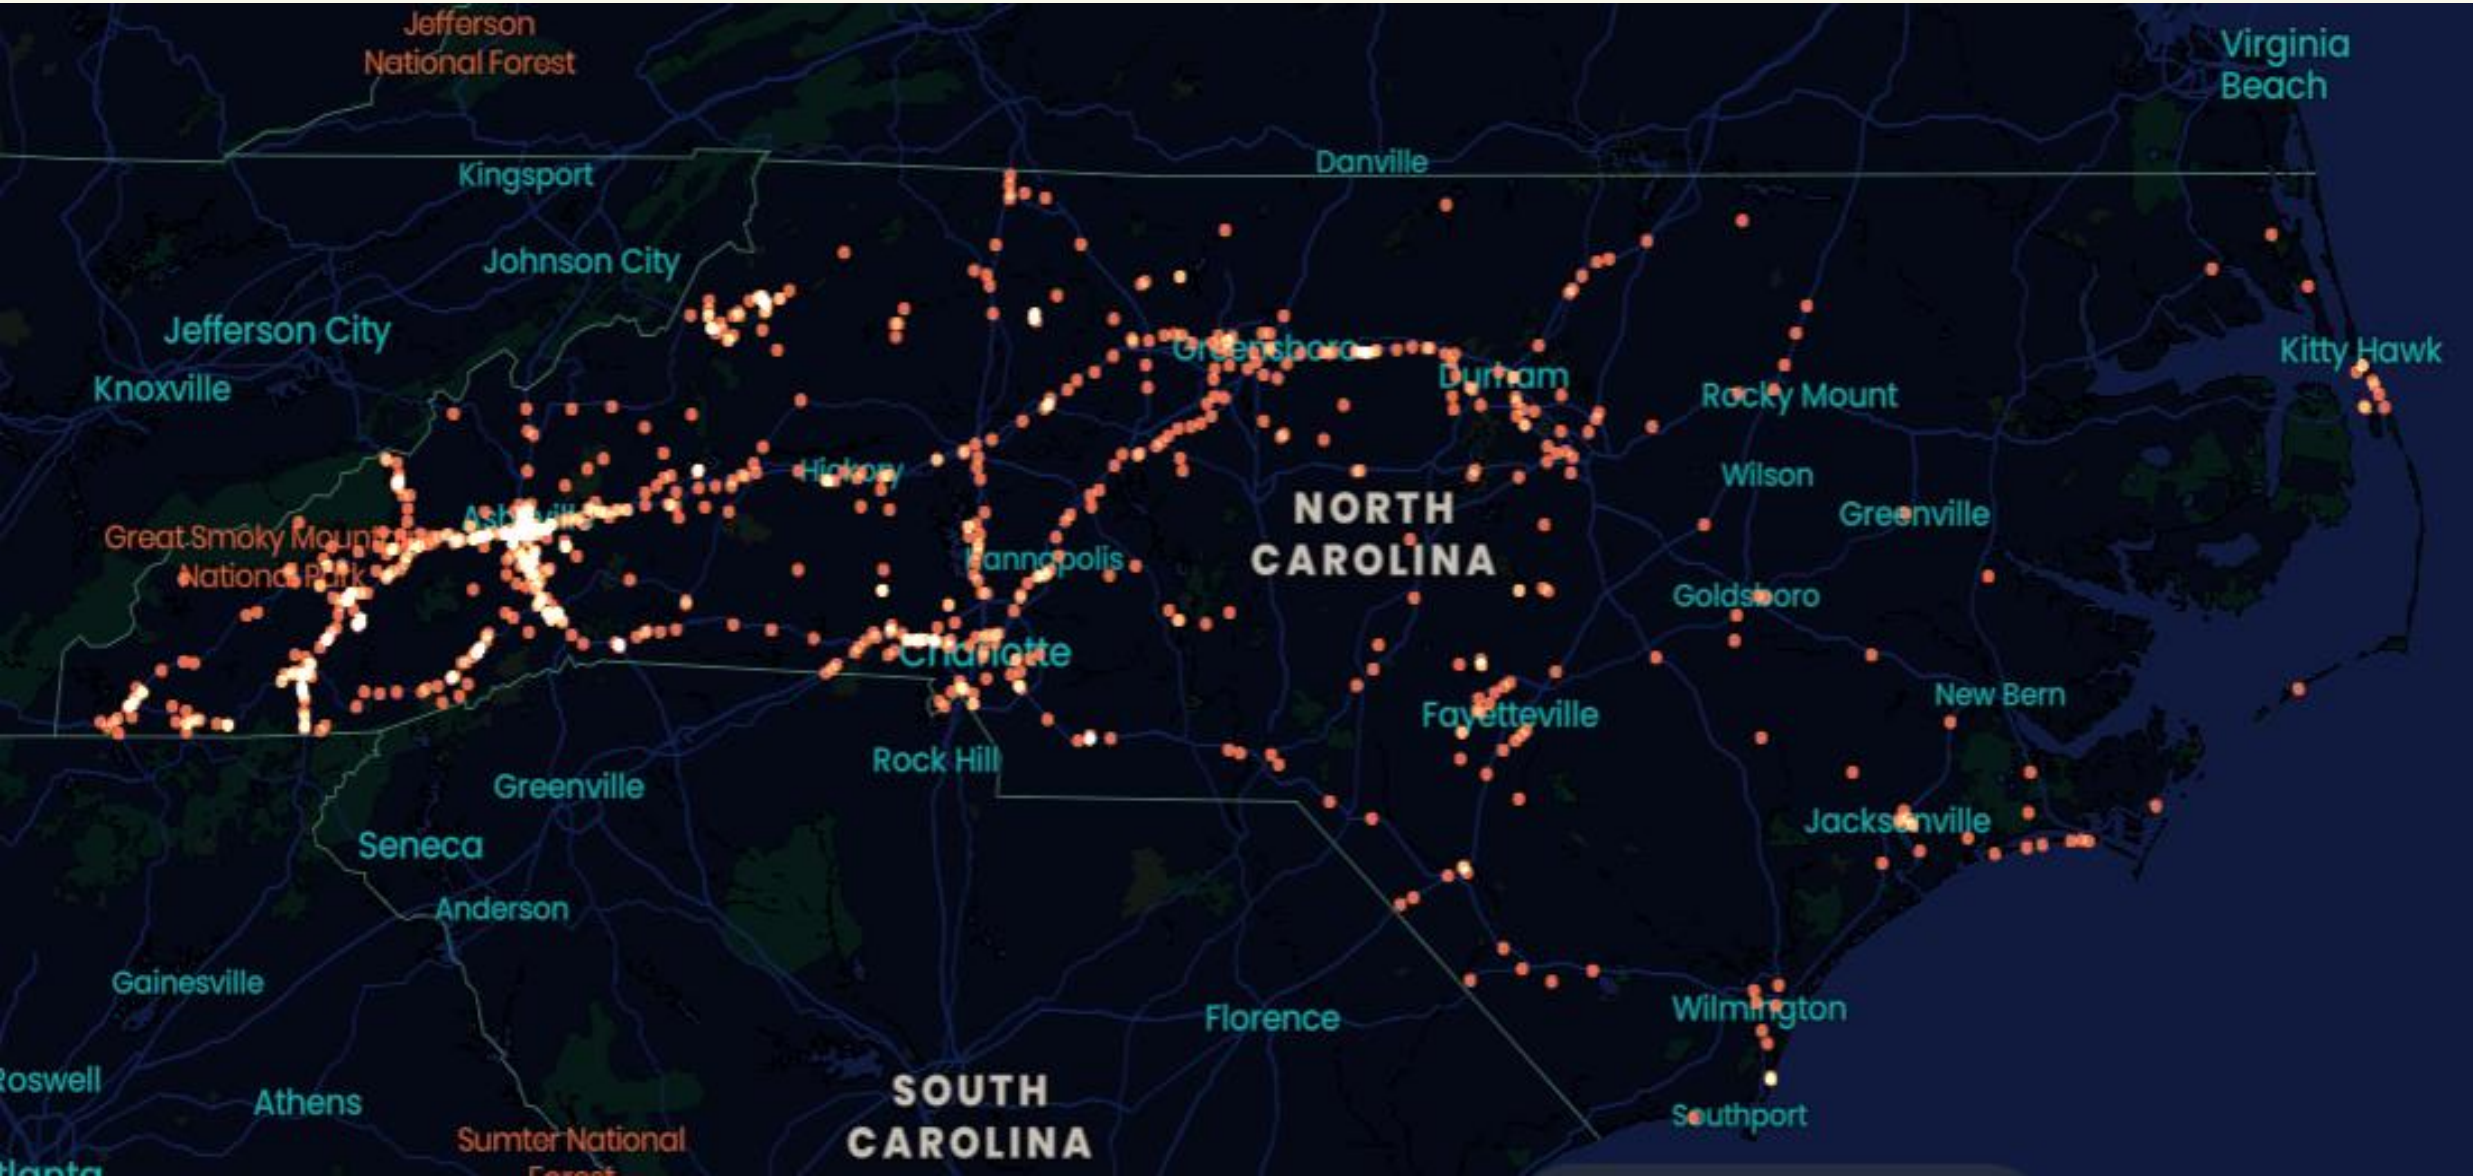 Jefferson
National Forest
Virginia
Beach
Danville
Kingsport
Johnson City
Jefferson City
Kitty Hawk
Greensboro
Durham
Knoxville
Rocky Mount
Hickory
Wilson
NORTH
CAROLINA
Asheville
Greenville
Great Smoky Mountains
National Park
Kannapolis
Goldsboro
Charlotte
New Bern
Fayetteville
Rock Hill
Greenville
Jacksonville
Seneca
Anderson
Gainesville
Wilmington
Florence
Roswell
Athens
SOUTH
CAROLINA
Southport
Sumter National
Forest
tlanta